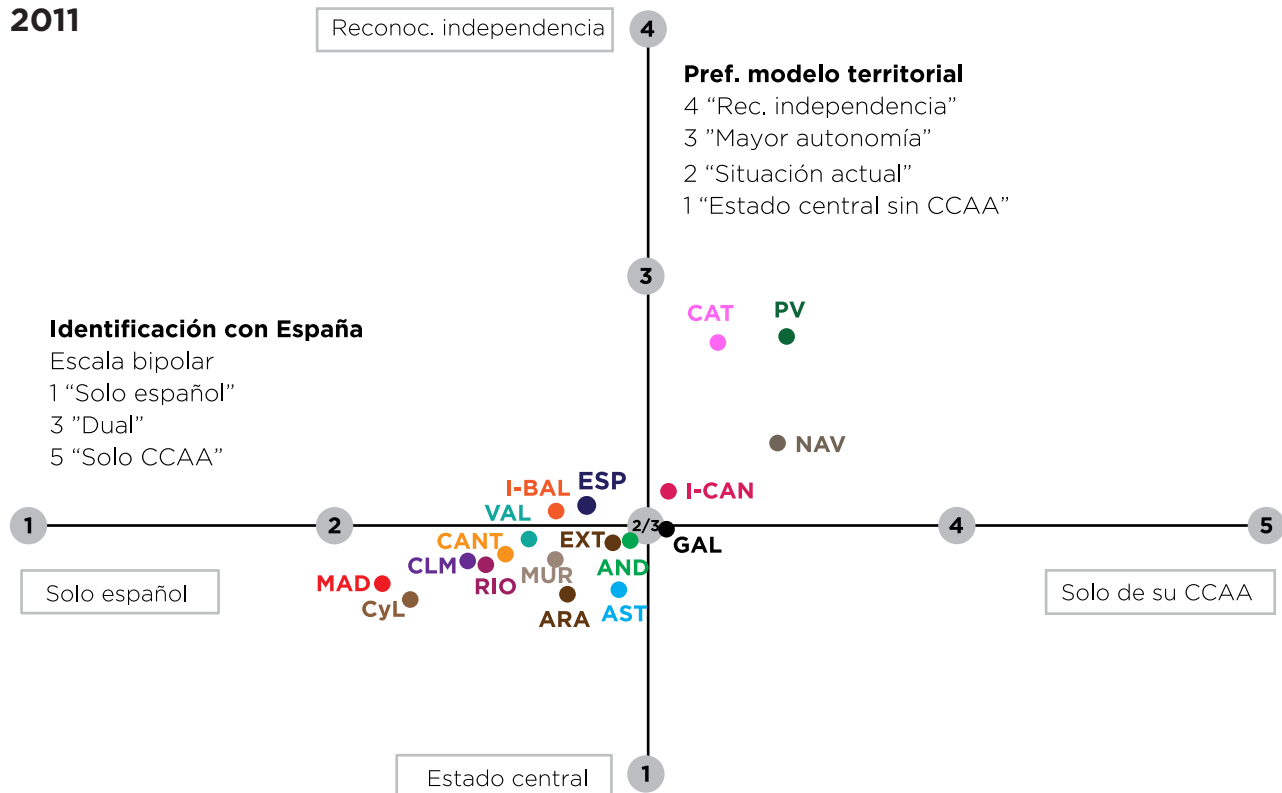 2011
Reconoc. independencia
4
Pref. modelo territorial
4 “Rec. independencia”
3 ”Mayor autonomía”
2 “Situación actual”
1 “Estado central sin CCAA”
3
CAT
PV
Identificación con España
Escala bipolar
1 “Solo español”
3 ”Dual”
5 “Solo CCAA”
NAV
I-BAL
ESP
I-CAN
VAL
1
2
2/3
4
5
CANT
EXT
GAL
CLM
RIO
MUR
AND
MAD
CyL
ARA
AST
Solo español
Solo de su CCAA
Estado central
1